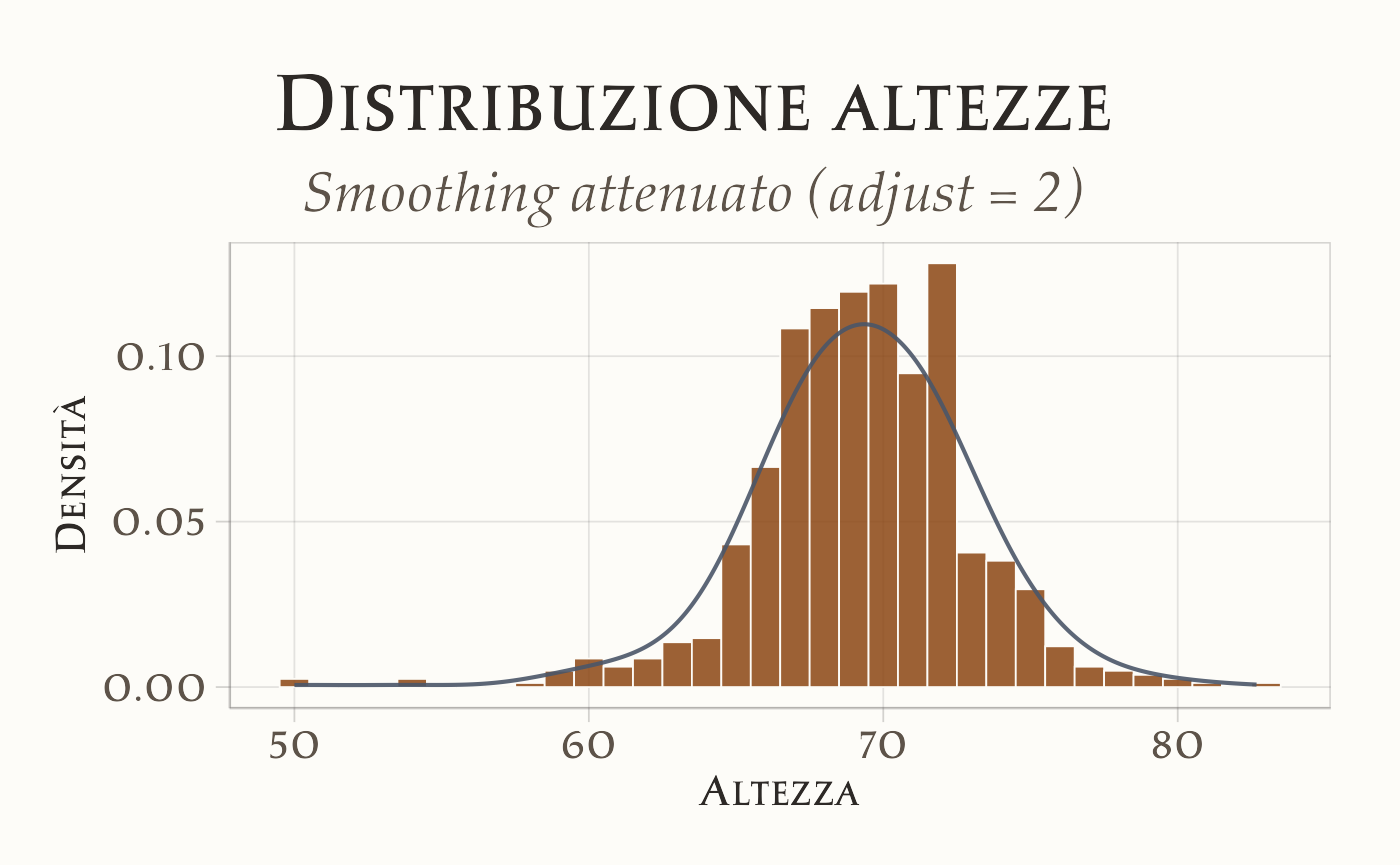 Distribuzione altezze
Smoothing attenuato (adjust = 2)
0.10
0.05
0.00
Densità
50 60 70 80
Altezza